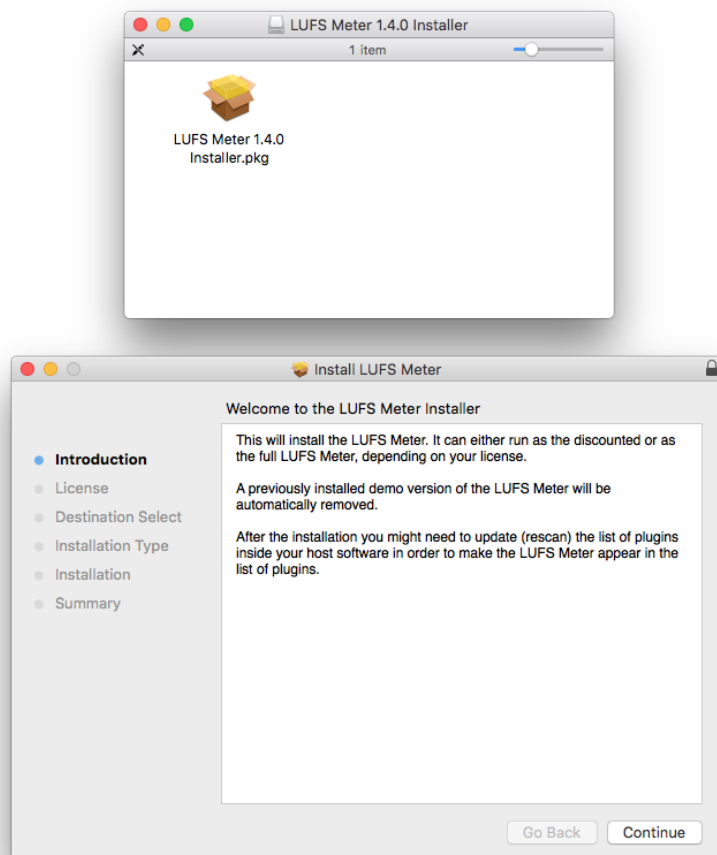 LUFS Meter 1.4.0 Installer
1 item
LUFS Meter 1.4.0
Installer.pkg
Install LUFS Meter
Welcome to the LUFS Meter Installer
Introduction
License
Destination Select
Installation Type
Installation
Summary
This will install the LUFS Meter. It can either run as the discounted or as
the full LUFS Meter, depending on your license.
A previously installed demo version of the LUFS Meter will be
automatically removed.
After the installation you might need to update (rescan) the list of plugins
inside your host software in order to make the LUFS Meter appear in the
list of plugins.
Go Back
Continue